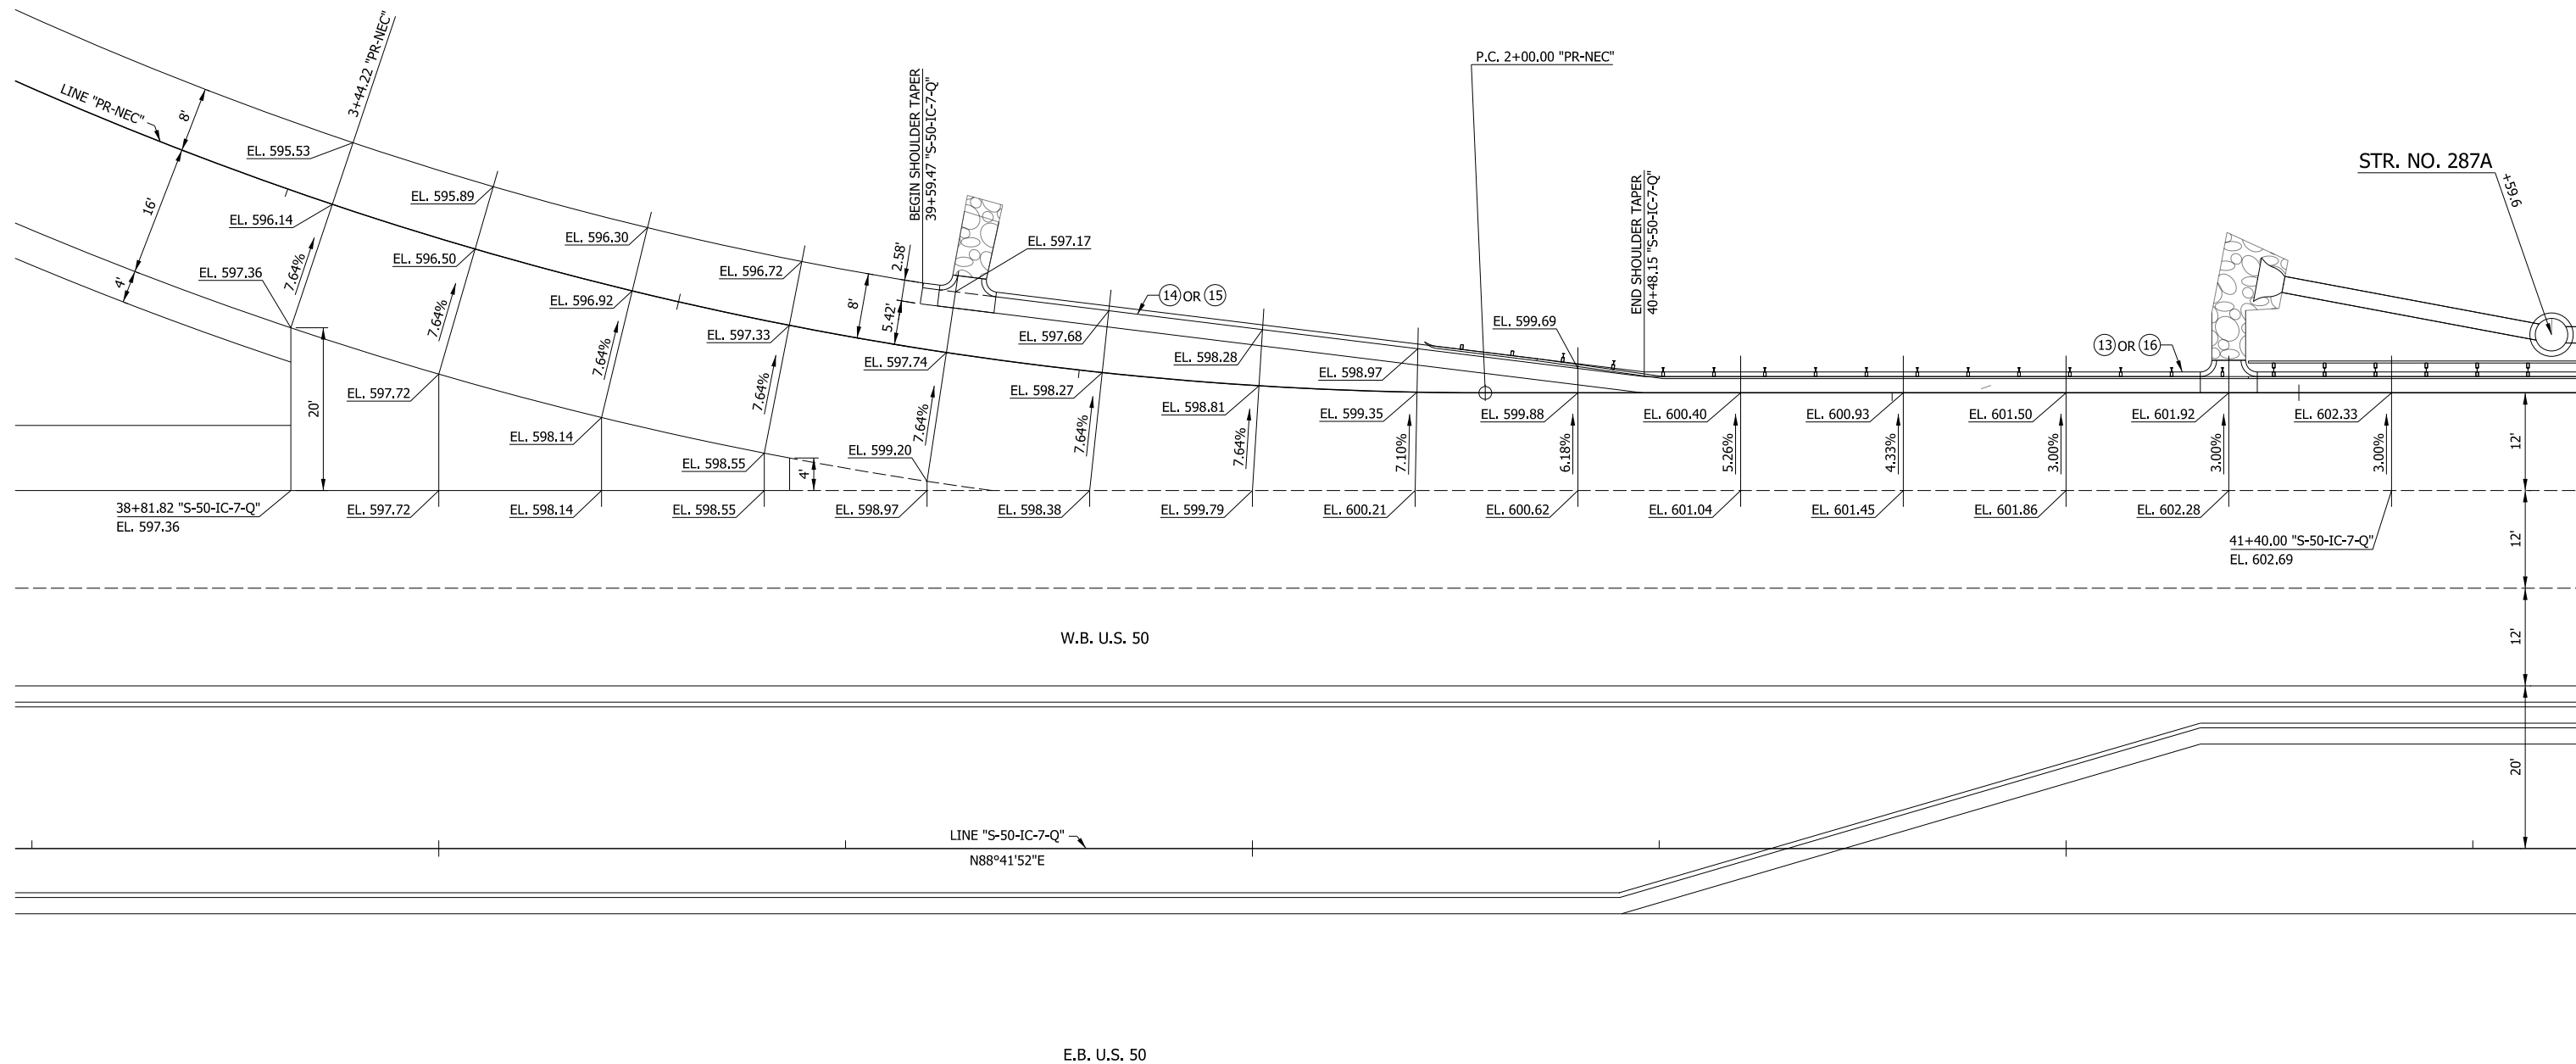 3+44.22 "PR-NEC"
LINE "PR-NEC"
8'
16'
4'
EL. 595.53
EL. 596.14
EL. 597.36
7.64%
20'
38+81.82 "S-50-IC-7-Q"
EL. 597.36
EL. 595.89
EL. 596.50
7.64%
EL. 597.72
EL. 597.72
EL. 596.30
EL. 596.92
7.64%
EL. 598.14
EL. 598.14
EL. 596.72
EL. 597.33
7.64%
EL. 598.55
EL. 598.55
4'
BEGIN SHOULDER TAPER
39+59.47 "S-50-IC-7-Q"
2.58'
8'
5.42'
EL. 597.17
EL. 597.74
7.64%
EL. 599.20
EL. 598.97
14 OR 15
EL. 597.68
EL. 598.27
7.64%
EL. 598.38
EL. 598.28
EL. 598.81
7.64%
EL. 599.79
P.C. 2+00.00 "PR-NEC"
EL. 598.97
EL. 599.35
7.10%
EL. 600.21
EL. 599.69
EL. 599.88
6.18%
EL. 600.62
END SHOULDER TAPER
40+48.15 "S-50-IC-7-Q"
EL. 600.40
5.26%
EL. 601.04
EL. 600.93
4.33%
EL. 601.45
13 OR 16
EL. 601.50
3.00%
EL. 601.86
EL. 601.92
3.00%
EL. 602.28
STR. NO. 287A
+59.6
EL. 602.33
3.00%
41+40.00 "S-50-IC-7-Q"
EL. 602.69
12'
12'
12'
20'
W.B. U.S. 50
LINE "S-50-IC-7-Q"
N88°41'52"E
E.B. U.S. 50